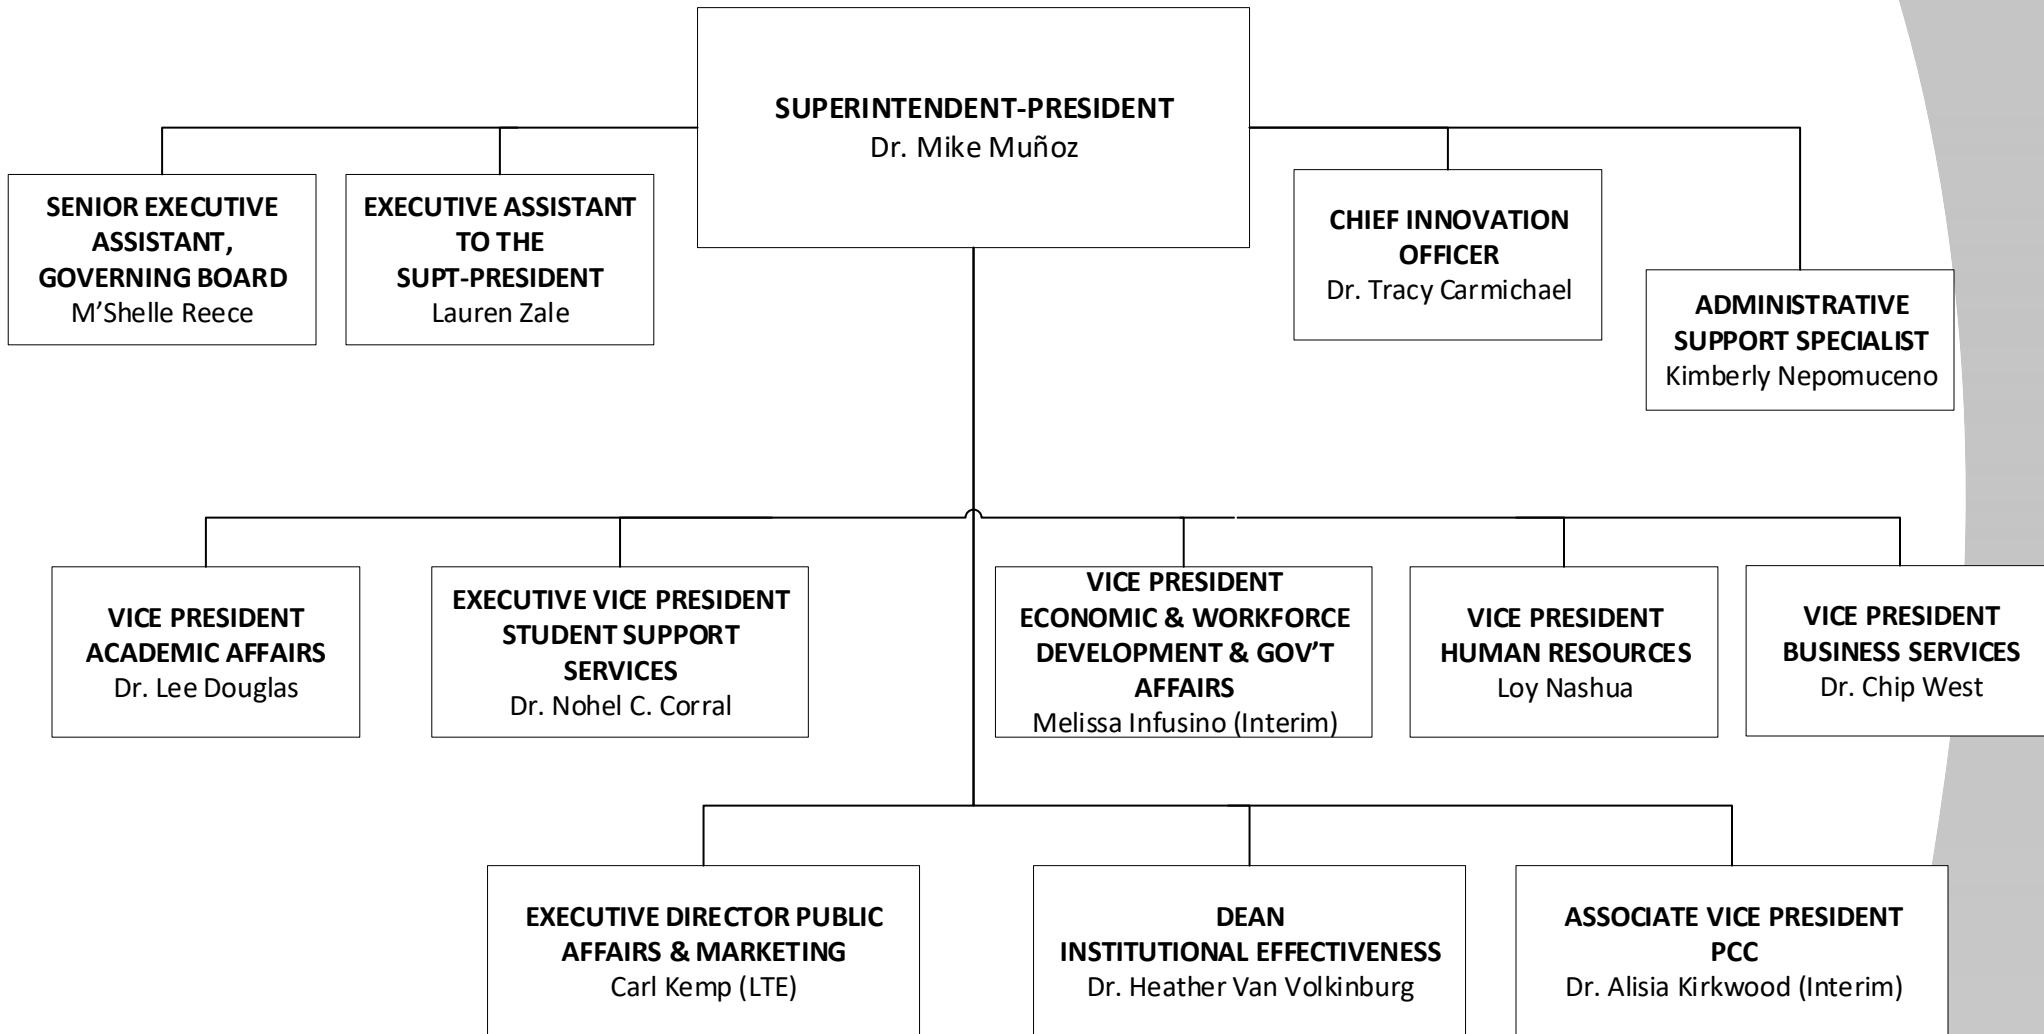 SUPERINTENDENT-PRESIDENT
Dr. Mike Muñoz
SENIOR EXECUTIVE
ASSISTANT,
GOVERNING BOARD
M’Shelle Reece
EXECUTIVE ASSISTANT
TO THE
SUPT-PRESIDENT
Lauren Zale
CHIEF INNOVATION
OFFICER
Dr. Tracy Carmichael
ADMINISTRATIVE
SUPPORT SPECIALIST
Kimberly Nepomuceno
VICE PRESIDENT
ACADEMIC AFFAIRS
Dr. Lee Douglas
EXECUTIVE VICE PRESIDENT
STUDENT SUPPORT
SERVICES
Dr. Nohel C. Corral
VICE PRESIDENT
ECONOMIC & WORKFORCE
DEVELOPMENT & GOV’T
AFFAIRS
Melissa Infusino (Interim)
VICE PRESIDENT
HUMAN RESOURCES
Loy Nashua
VICE PRESIDENT
BUSINESS SERVICES
Dr. Chip West
EXECUTIVE DIRECTOR PUBLIC
AFFAIRS & MARKETING
Carl Kemp (LTE)
DEAN
INSTITUTIONAL EFFECTIVENESS
Dr. Heather Van Volkinburg
ASSOCIATE VICE PRESIDENT
PCC
Dr. Alisia Kirkwood (Interim)